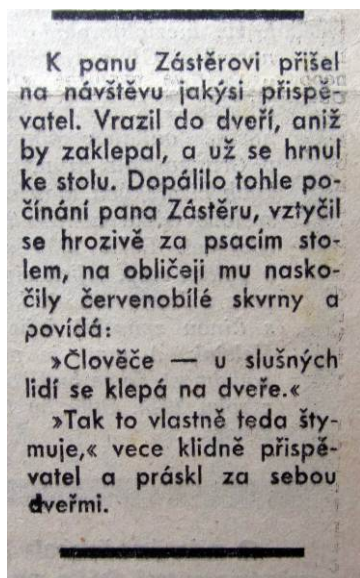 K panu Zástěrovi přišel
na návštěvu jakýsi přispě-
vatel. Vrazil do dveří, aniž
by zaklepal, a už se hrnul
ke stolu. Dopálilo tohle po-
čínání pana Zástěru, vztyčil
se hrozivě za psacím sto-
lem, na obličeji mu nasko-
čily červenobílé skvrny a
povídá:
»Člověče — u slušných
lidí se klepá na dveře.«
»Tak to vlastně teda šty-
muje,« vece klidně přispě-
vatel a práskl za sebou
dveřmi.